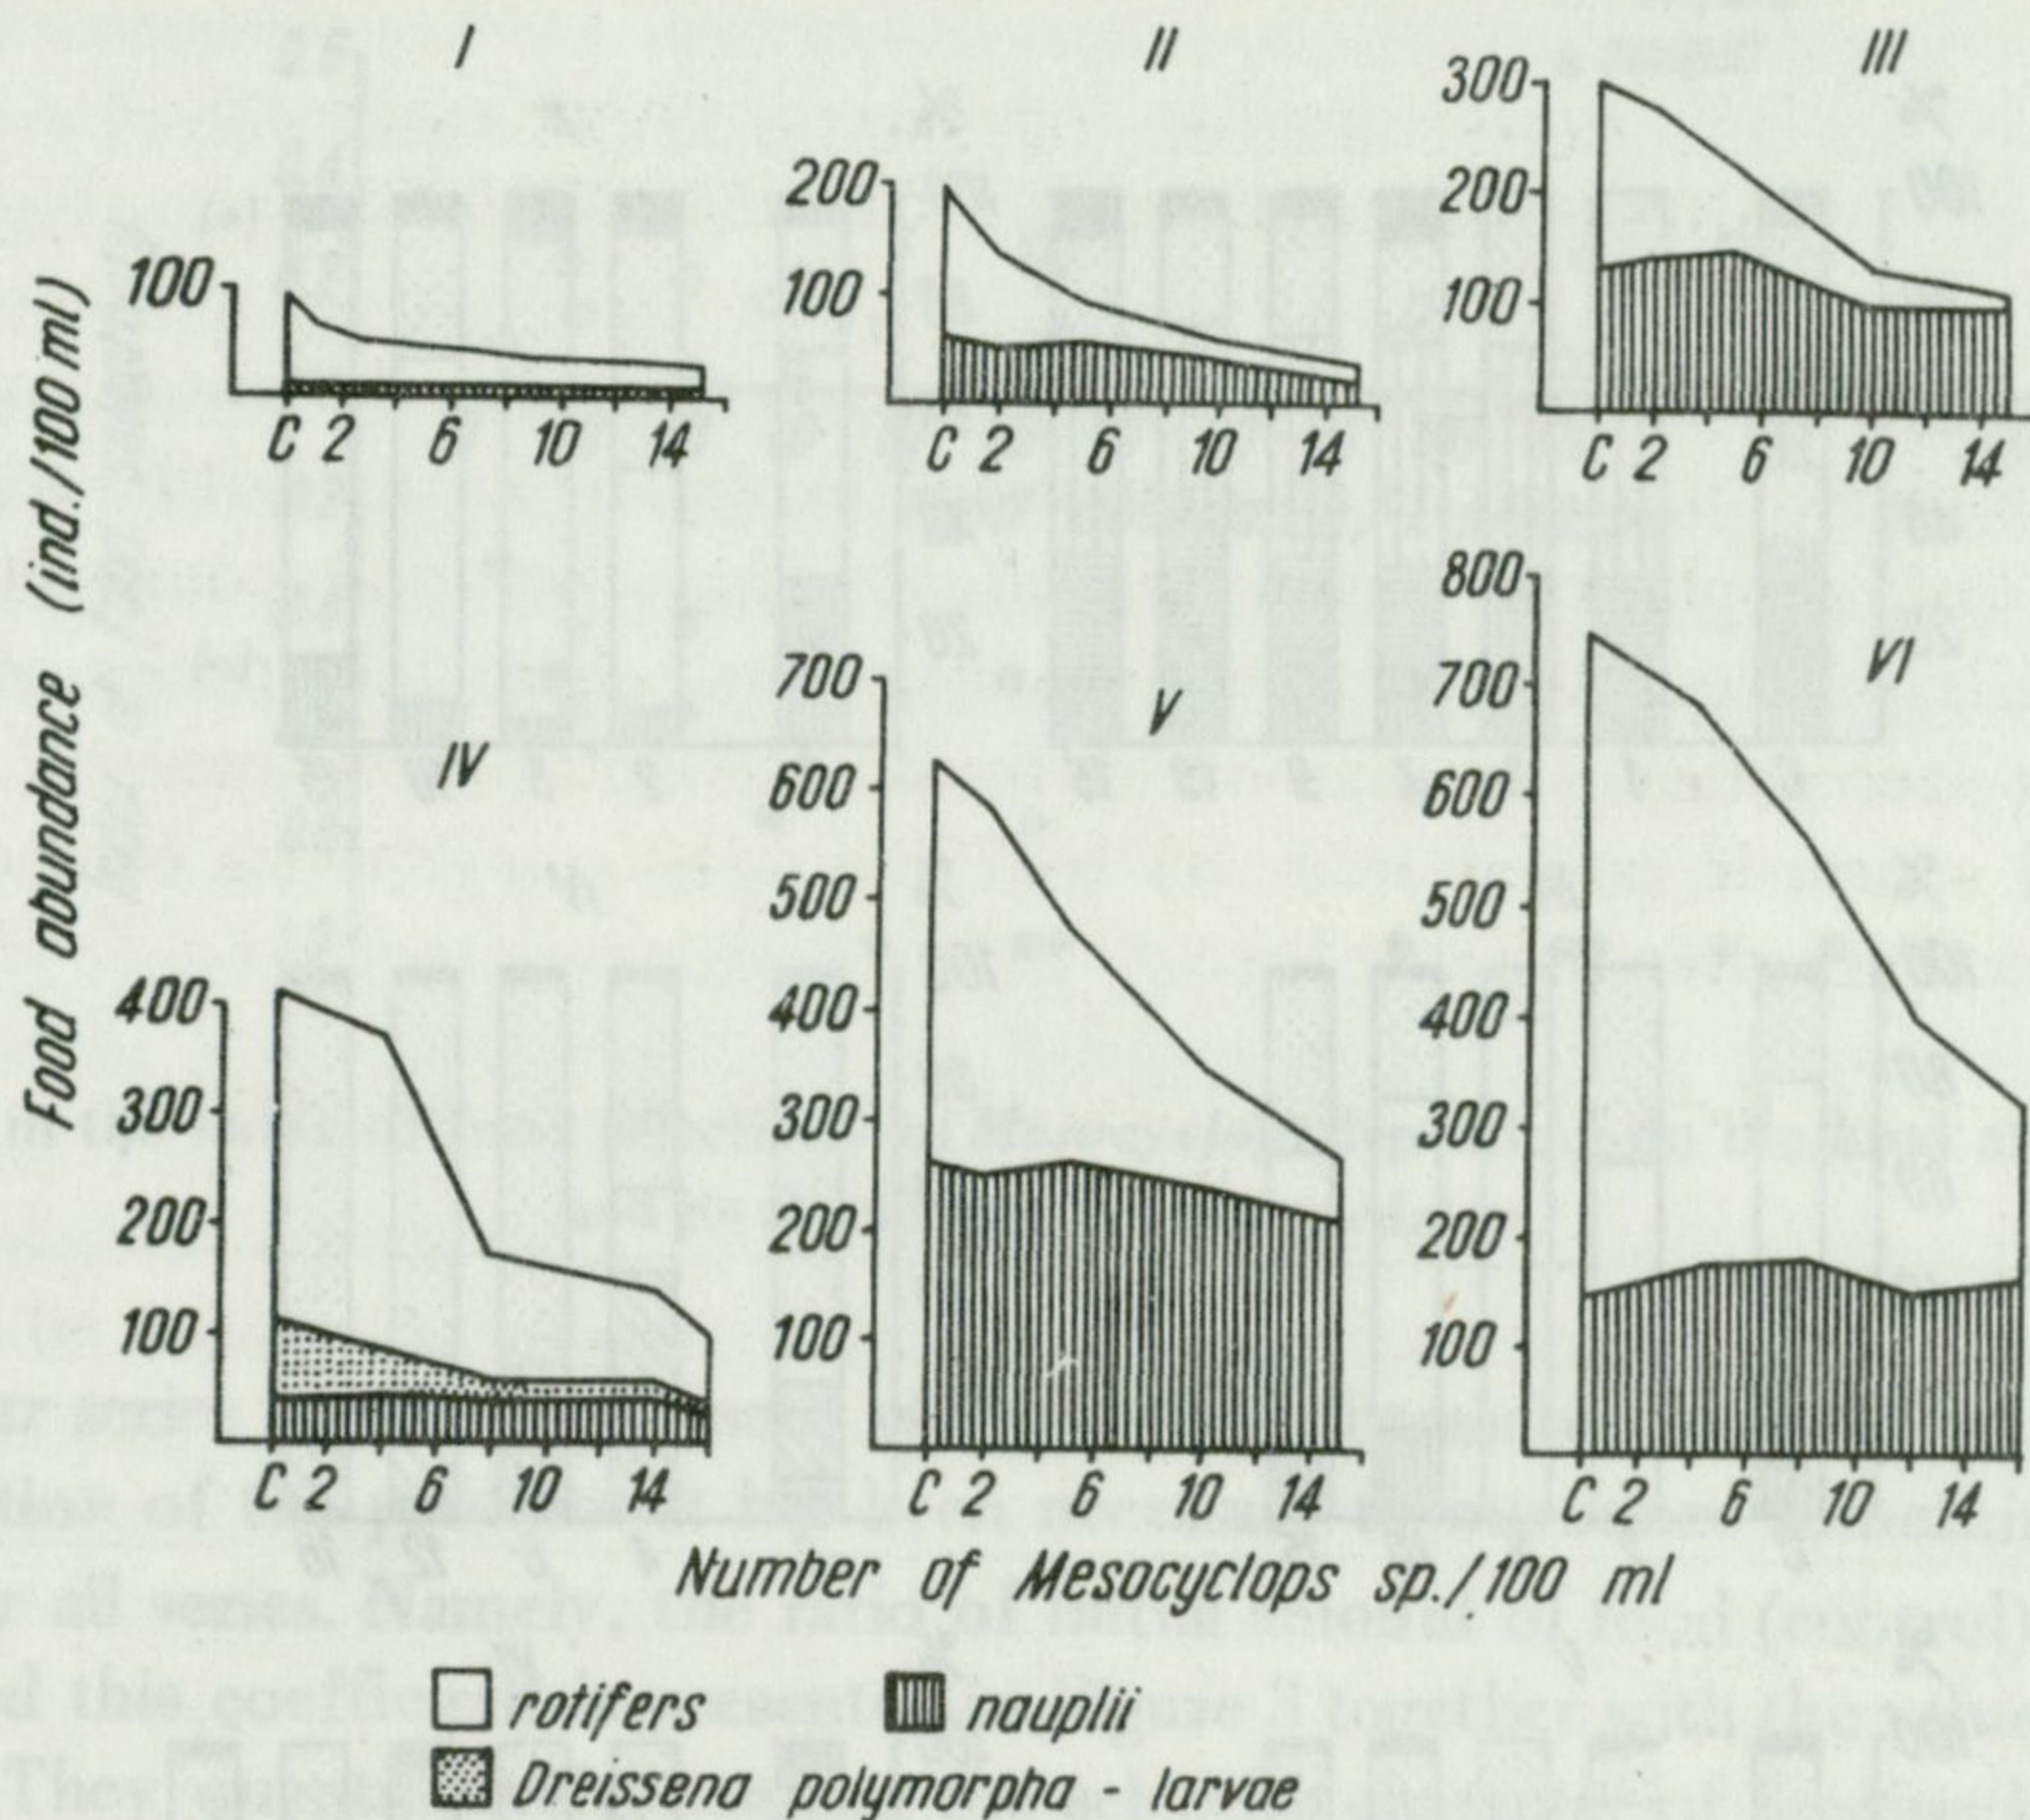 I
II
III
100
C 2 6 10 14
200
100
C 2 6 10 14
300
200
100
C 2 6 10 14
Food abundance (ind./100 ml)
IV
400
300
200
100
C 2 6 10 14
V
700
600
500
400
300
200
100
C 2 6 10 14
VI
800
700
600
500
400
300
200
100
C 2 6 10 14
Number of Mesocyclops sp./100 ml
rotifers
nauplii
Dreissena polymorpha - larvae